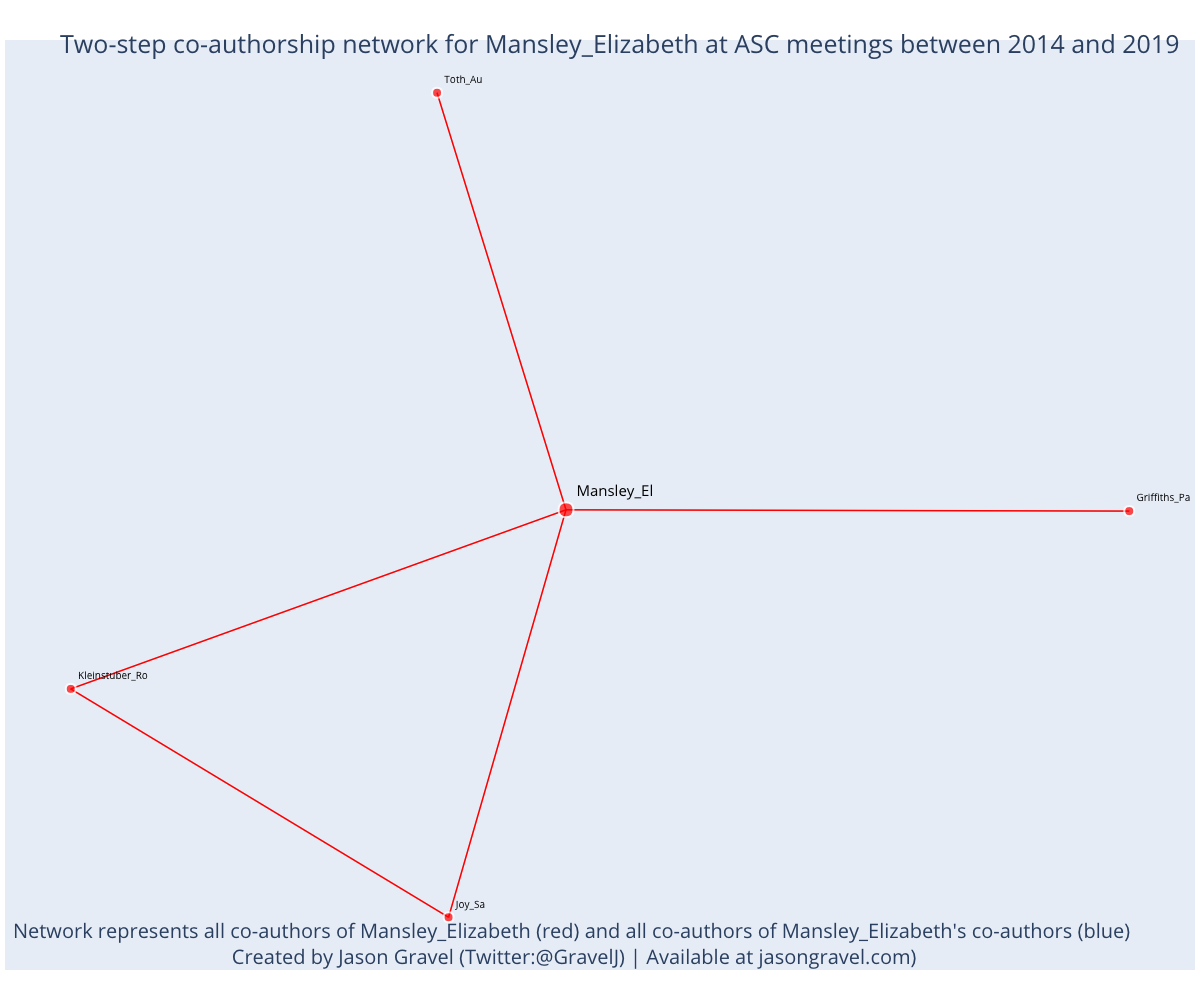 Two-step co-authorship network for Mansley_Elizabeth at ASC meetings between 2014 and 2019
Toth_Au
Mansley_El
Griffiths_Pa
Kleinstuber_Ro
Joy_Sa
Network represents all co-authors of Mansley_Elizabeth (red) and all co-authors of Mansley_Elizabeth's co-authors (blue)
Created by Jason Gravel (Twitter:@GravelJ) | Available at jasongravel.com)